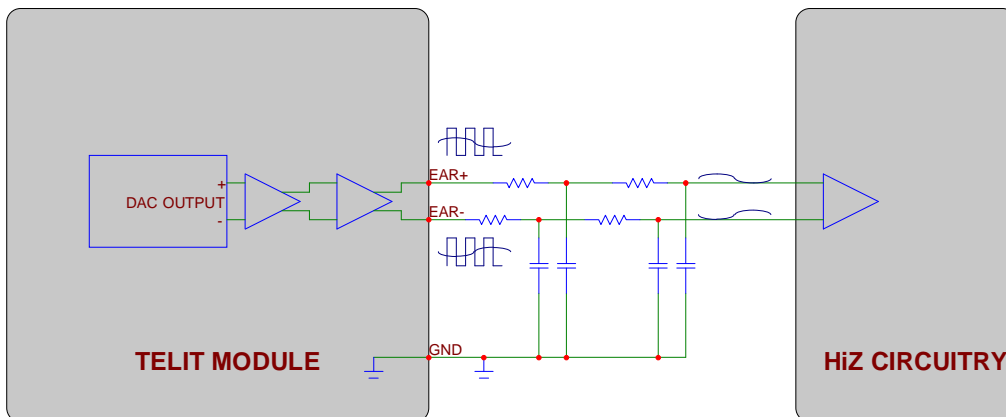 EAR+
+
DAC OUTPUT
-
EAR-
GND
TELIT MODULE
HiZ CIRCUITRY